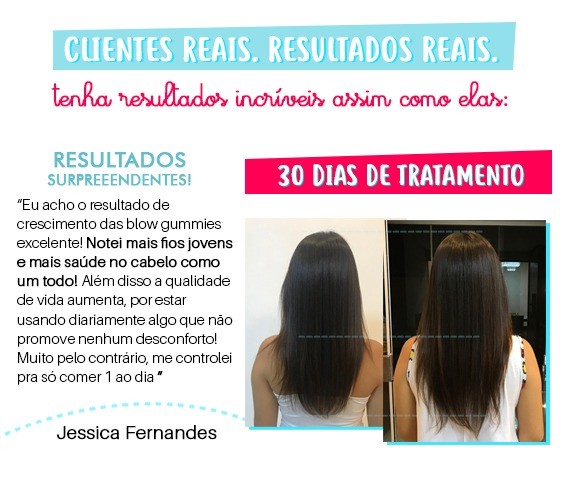 CLIENTES REAIS. RESULTADOS REAIS.
tenha resultados incríveis assim como elas:
RESULTADOS
SURPREEENDENTES!
“Eu acho o resultado de
crescimento das blow gummies
excelente! Notei mais fios jovens
e mais saúde no cabelo como
um todo! Além disso a qualidade
de vida aumenta, por estar
usando diariamente algo que não
promove nenhum desconforto!
Muito pelo contrário, me controlei
pra só comer 1 ao dia ”
Jessica Fernandes
30 DIAS DE TRATAMENTO